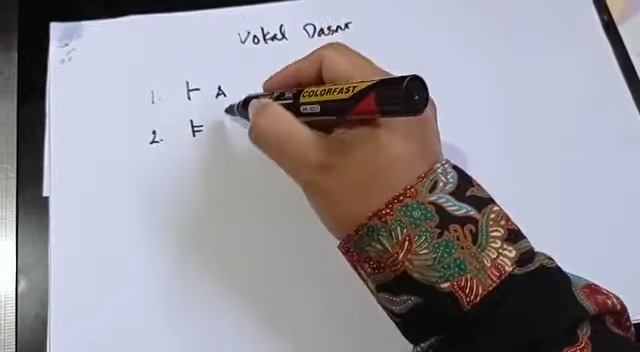 Vokal Dasar
1. ㅏ A
2. ㅑ
COLORFAST